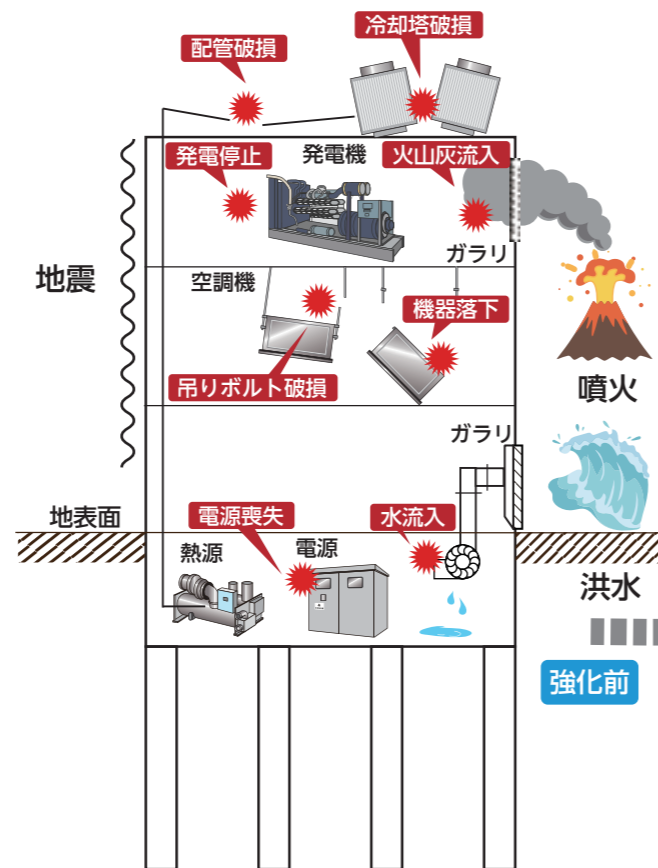 冷却塔破損
配管破損
発電停止
発電機
火山灰流入
ガラリ
地震
空調機
機器落下
吊りボルト破損
噴火
ガラリ
地表面
電源喪失
水流入
熱源
電源
洪水
強化前